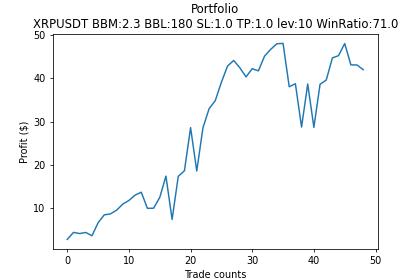 Portfolio
XRPUSDT BBM:2.3 BBL:180 SL:1.0 TP:1.0 lev:10 WinRatio:71.0
50
40
30
20
10
Profit ($)
0 10 20 30 40 50
Trade counts